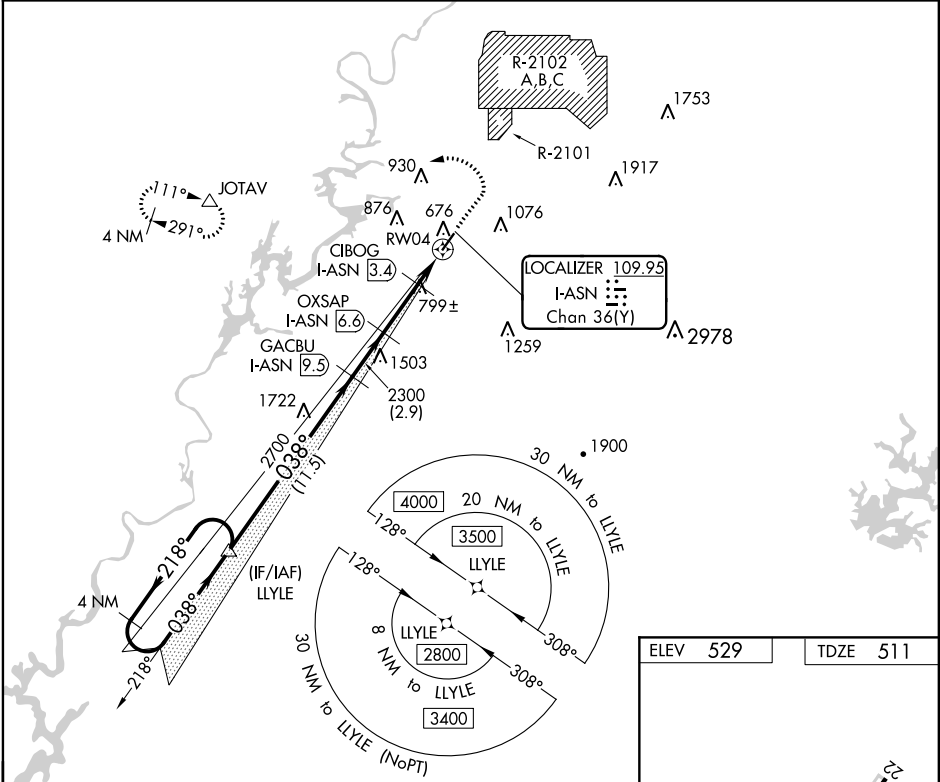 R-2102
A,B,C
1753
R-2101
930
1917
JOTAV
111°
291°
4 NM
876
676
1076
RW04
CIBOG
I-ASN 3.4
LOCALIZER 109.95
I-ASN
Chan 36(Y)
799±
OXSAP
I-ASN 6.6
1259
2978
GACBU
I-ASN 9.5
1503
2300
(2.9)
1722
2700
038°
(11.5)
1900
30 NM to LLYLE
4000
20 NM to LLYLE
3500
128°
LLYLE
308°
218°
(IF/IAF)
LLYLE
4 NM
038°
218°
128°
LLYLE
2800
8 NM to LLYLE
308°
3400
30 NM to LLYLE (NoPT)
ELEV 529
TDZE 511
22